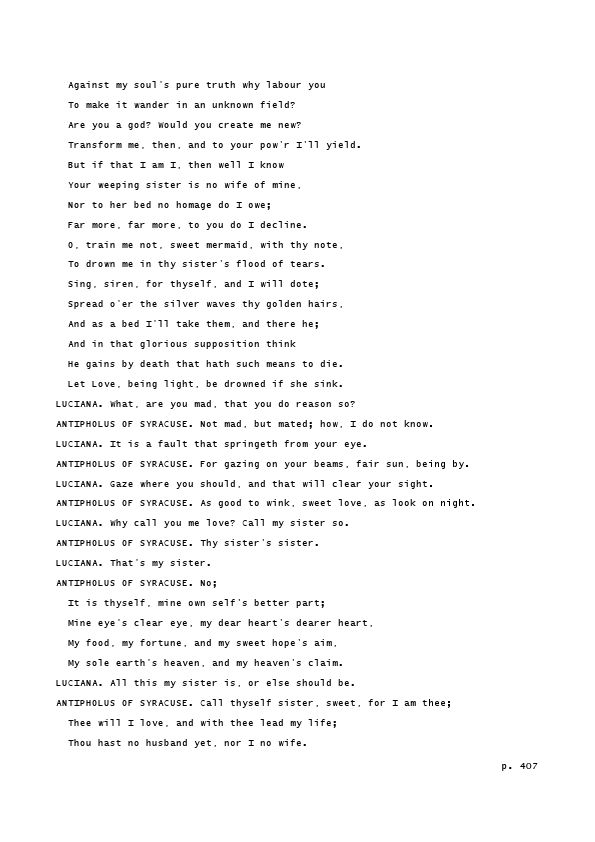 Against my soul's pure truth why labour you
To make it wander in an unknown field?
Are you a god? Would you create me new?
Transform me, then, and to your pow'r I'll yield.
But if that I am I, then well I know
Your weeping sister is no wife of mine,
Nor to her bed no homage do I owe;
Far more, far more, to you do I decline.
O, train me not, sweet mermaid, with thy note,
To drown me in thy sister's flood of tears.
Sing, siren, for thyself, and I will dote;
Spread o'er the silver waves thy golden hairs,
And as a bed I'll take them, and there he;
And in that glorious supposition think
He gains by death that hath such means to die.
Let Love, being light, be drowned if she sink.
LUCIANA. What, are you mad, that you do reason so?
ANTIPHOLUS OF SYRACUSE. Not mad, but mated; how, I do not know.
LUCIANA. It is a fault that springeth from your eye.
ANTIPHOLUS OF SYRACUSE. For gazing on your beams, fair sun, being by.
LUCIANA. Gaze where you should, and that will clear your sight.
ANTIPHOLUS OF SYRACUSE. As good to wink, sweet love, as look on night.
LUCIANA. Why call you me love? Call my sister so.
ANTIPHOLUS OF SYRACUSE. Thy sister's sister.
LUCIANA. That's my sister.
ANTIPHOLUS OF SYRACUSE. No;
It is thyself, mine own self's better part;
Mine eye's clear eye, my dear heart's dearer heart,
My food, my fortune, and my sweet hope's aim,
My sole earth's heaven, and my heaven's claim.
LUCIANA. All this my sister is, or else should be.
ANTIPHOLUS OF SYRACUSE. Call thyself sister, sweet, for I am thee;
Thee will I love, and with thee lead my life;
Thou hast no husband yet, nor I no wife.
p. 407